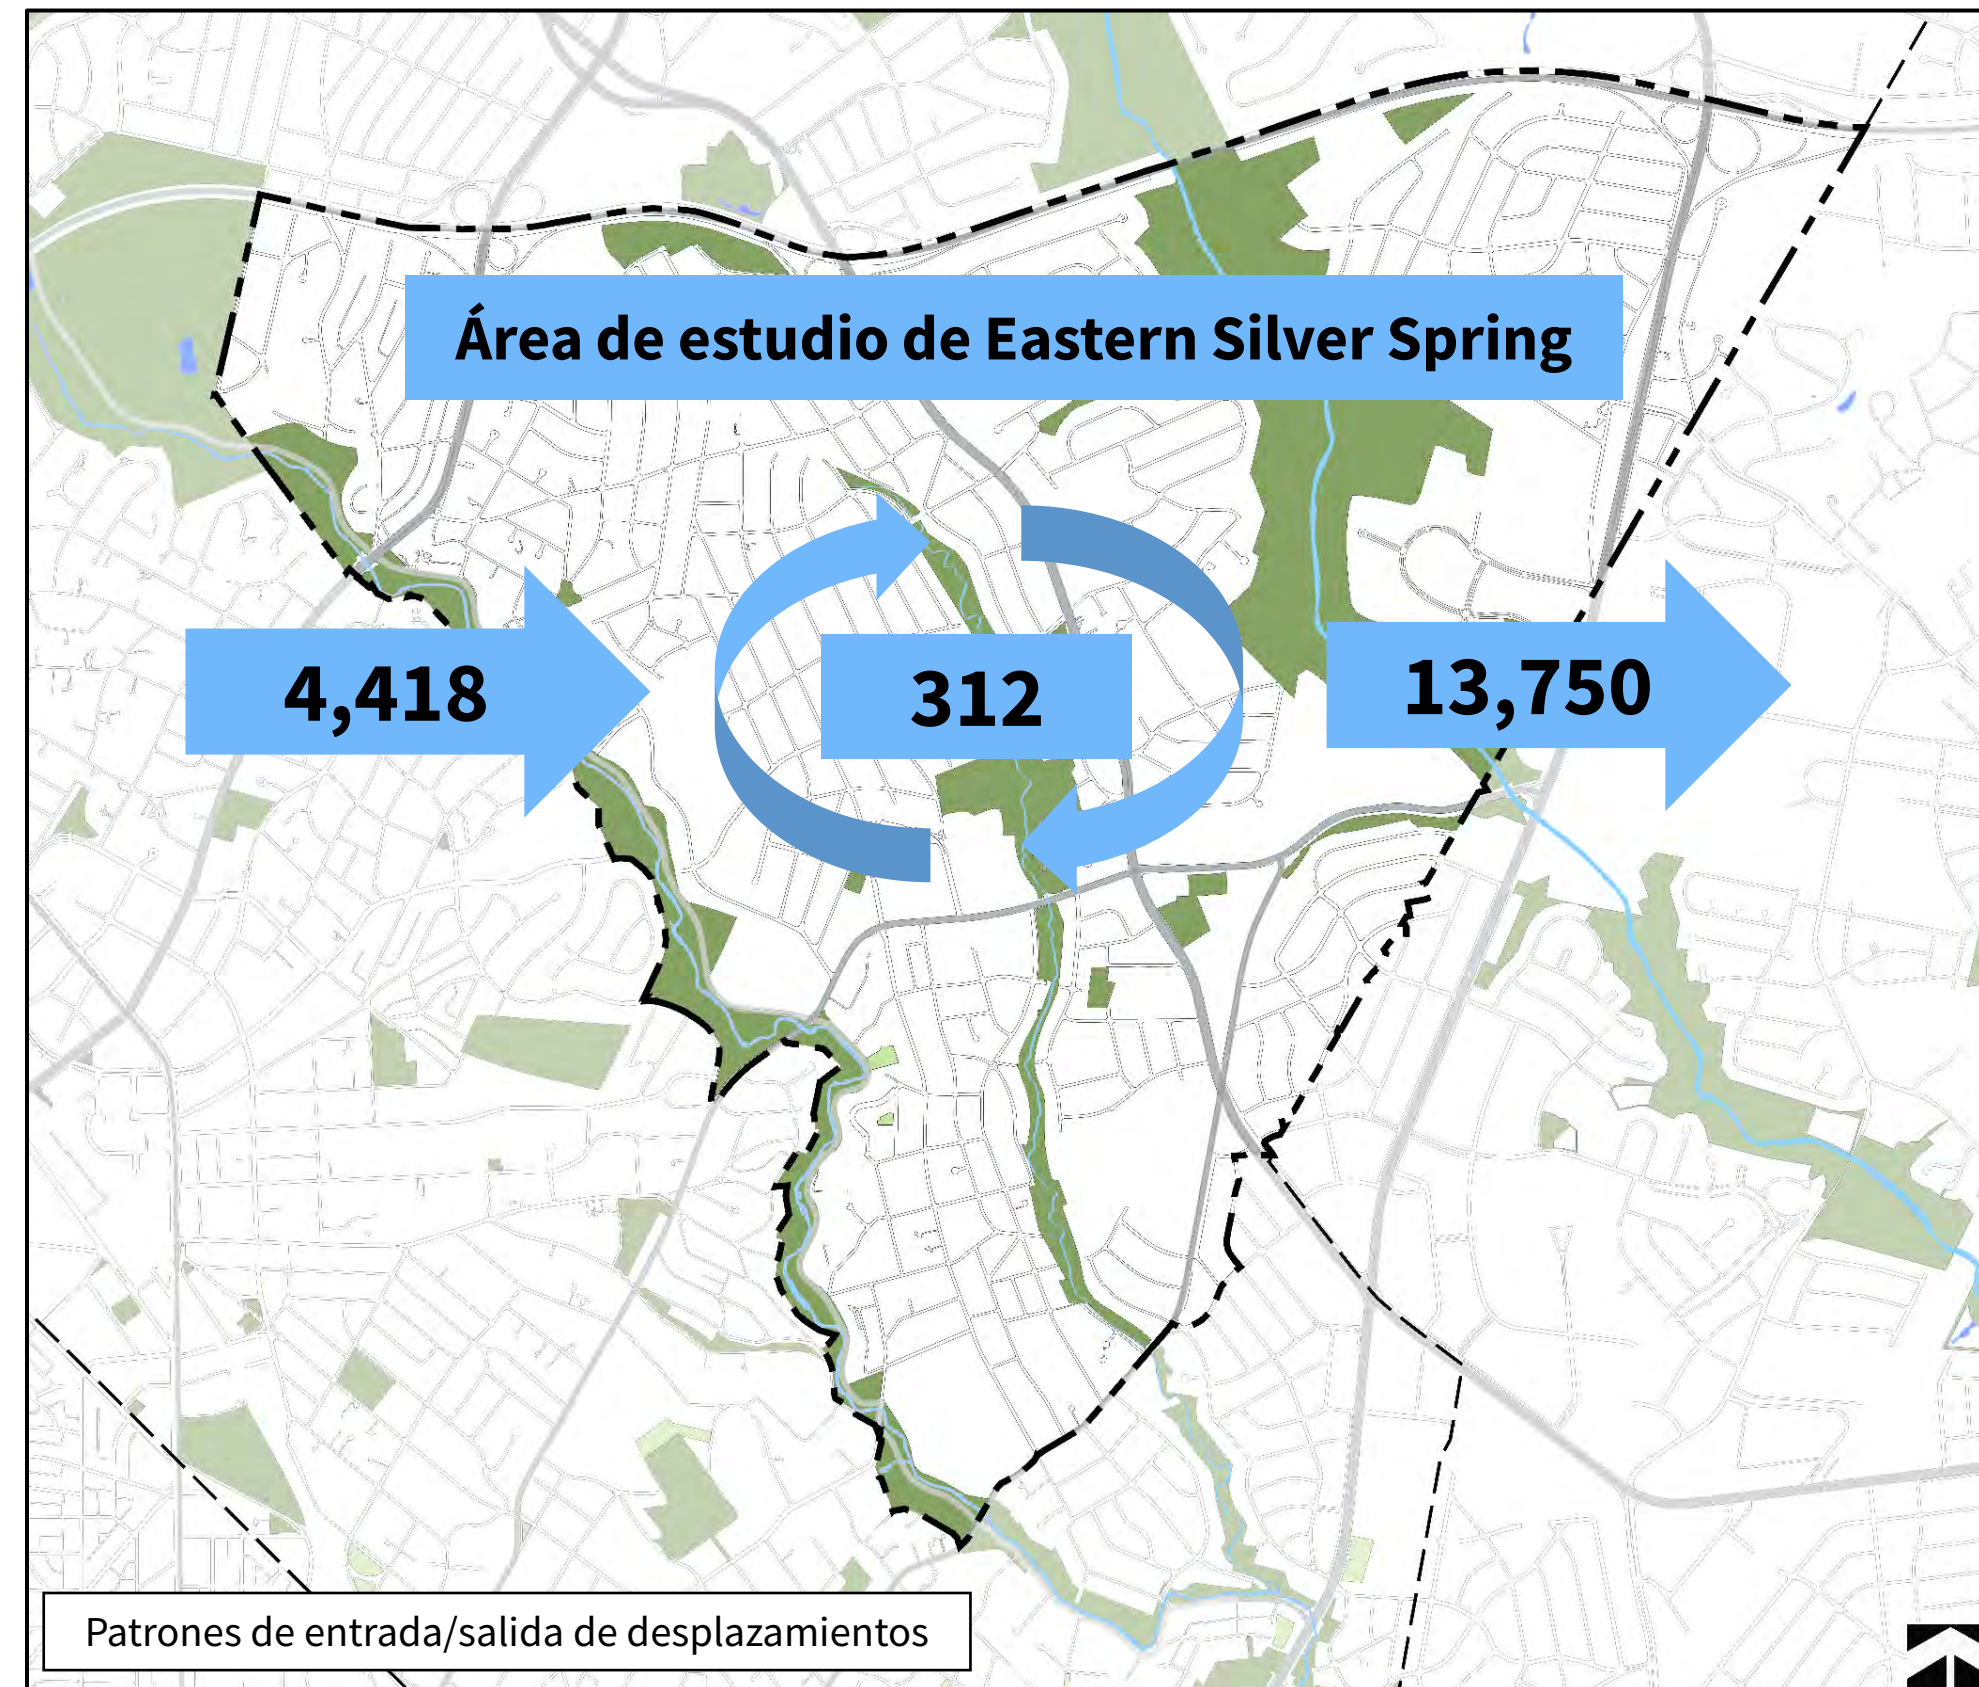 Área de estudio de Eastern Silver Spring
4,418
312
13,750
Patrones de entrada/salida de desplazamientos